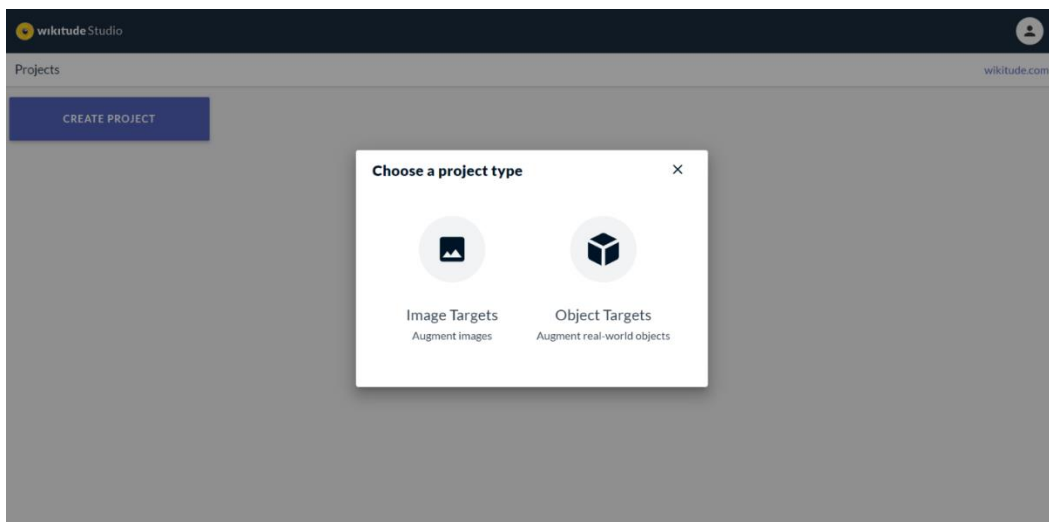 wikitude Studio
Projects
wikitude.com
CREATE PROJECT
Choose a project type
Image Targets
Augment images
Object Targets
Augment real-world objects